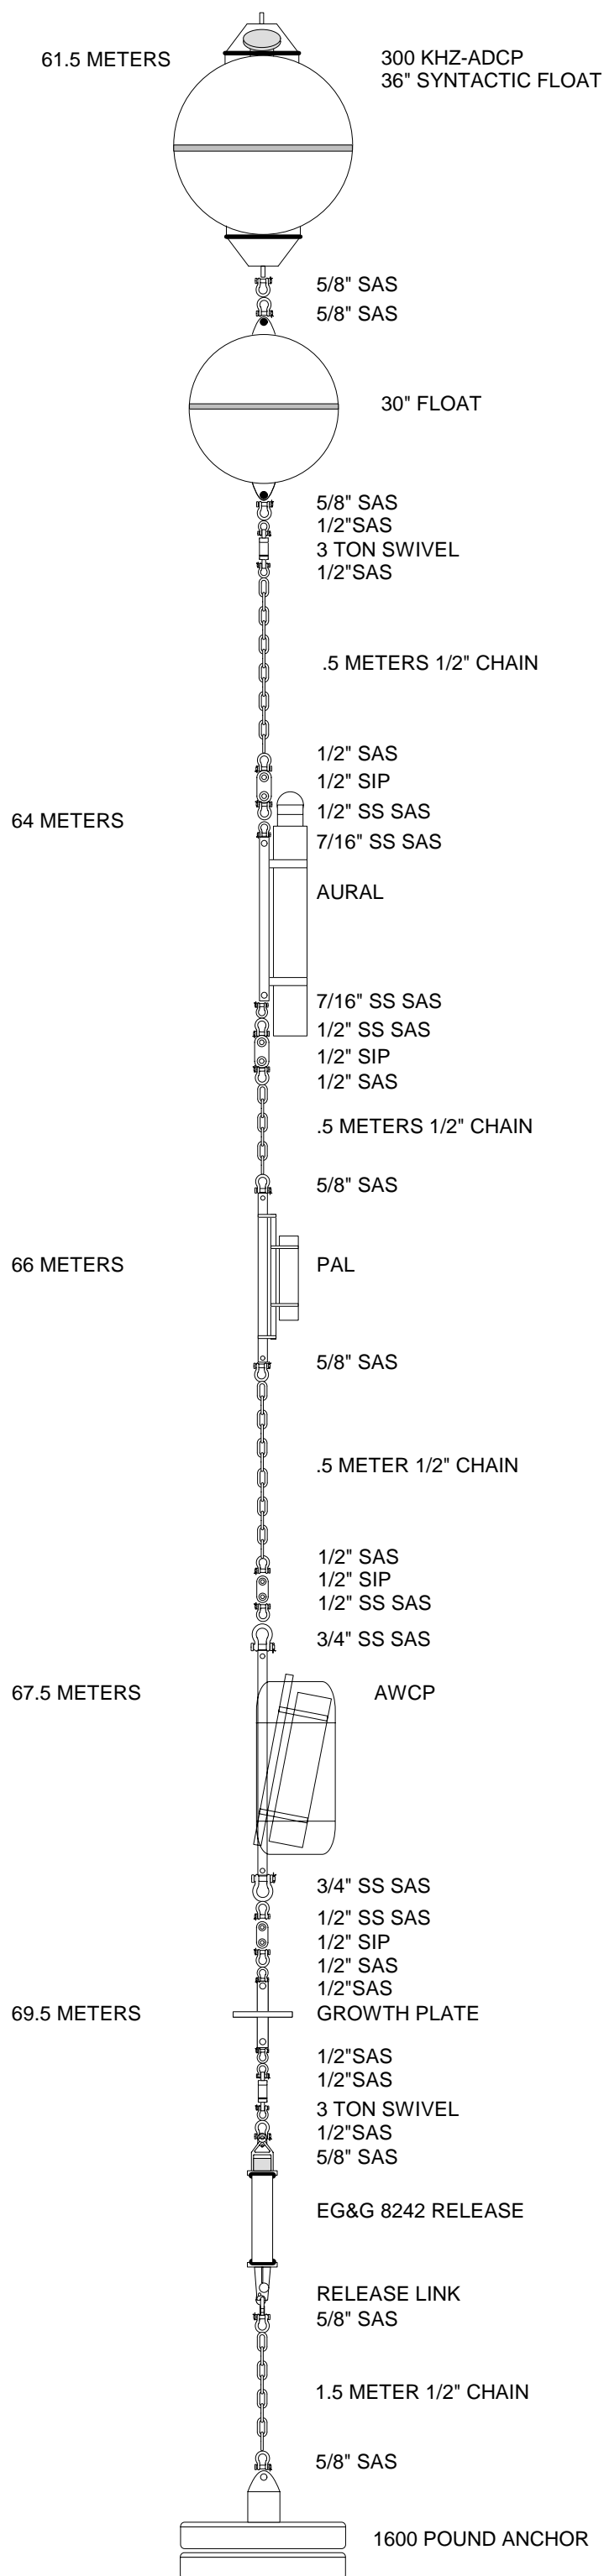 61.5 METERS
300 KHZ-ADCP
36" SYNTACTIC FLOAT
5/8" SAS
5/8" SAS
30" FLOAT
5/8" SAS
1/2"SAS
3 TON SWIVEL
1/2"SAS
.5 METERS 1/2" CHAIN
1/2" SAS
1/2" SIP
1/2" SS SAS
64 METERS
7/16" SS SAS
AURAL
7/16" SS SAS
1/2" SS SAS
1/2" SIP
1/2" SAS
.5 METERS 1/2" CHAIN
5/8" SAS
66 METERS
PAL
5/8" SAS
.5 METER 1/2" CHAIN
1/2" SAS
1/2" SIP
1/2" SS SAS
3/4" SS SAS
67.5 METERS
AWCP
3/4" SS SAS
1/2" SS SAS
1/2" SIP
1/2" SAS
1/2"SAS
69.5 METERS
GROWTH PLATE
1/2"SAS
1/2"SAS
3 TON SWIVEL
1/2"SAS
5/8" SAS
EG&G 8242 RELEASE
RELEASE LINK
5/8" SAS
1.5 METER 1/2" CHAIN
5/8" SAS
1600 POUND ANCHOR